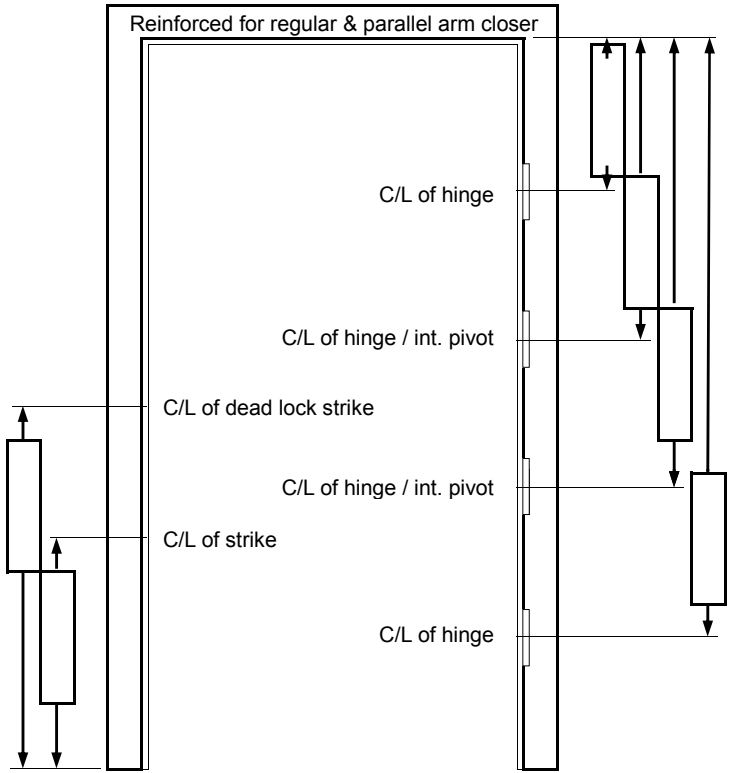 Reinforced for regular & parallel arm closer
C/L of hinge
C/L of hinge / int. pivot
C/L of dead lock strike
C/L of hinge / int. pivot
C/L of strike
C/L of hinge